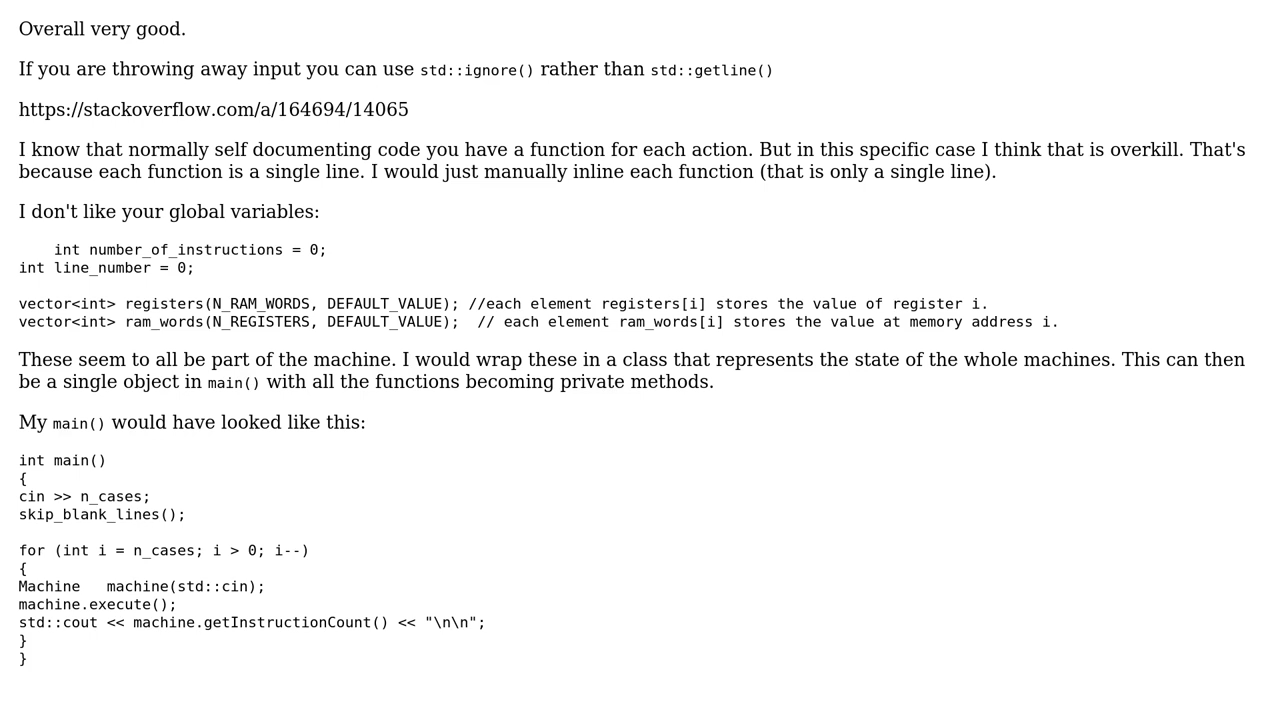 Overall very good.
If you are throwing away input you can use std::ignore() rather than std::getline()
https://stackoverflow.com/a/164694/14065
I know that normally self documenting code you have a function for each action. But in this specific case I think that is overkill. That's
because each function is a single line. I would just manually inline each function (that is only a single line).
I don't like your global variables:
    int number_of_instructions = 0;
int line_number = 0;

vector<int> registers(N_RAM_WORDS, DEFAULT_VALUE); //each element registers[i] stores the value of register i.
vector<int> ram_words(N_REGISTERS, DEFAULT_VALUE);  // each element ram_words[i] stores the value at memory address i.
These seem to all be part of the machine. I would wrap these in a class that represents the state of the whole machines. This can then
be a single object in main() with all the functions becoming private methods.
My main() would have looked like this:
int main()
{
cin >> n_cases;
skip_blank_lines();

for (int i = n_cases; i > 0; i--)
{
Machine   machine(std::cin);
machine.execute();
std::cout << machine.getInstructionCount() << "\n\n";
}
}